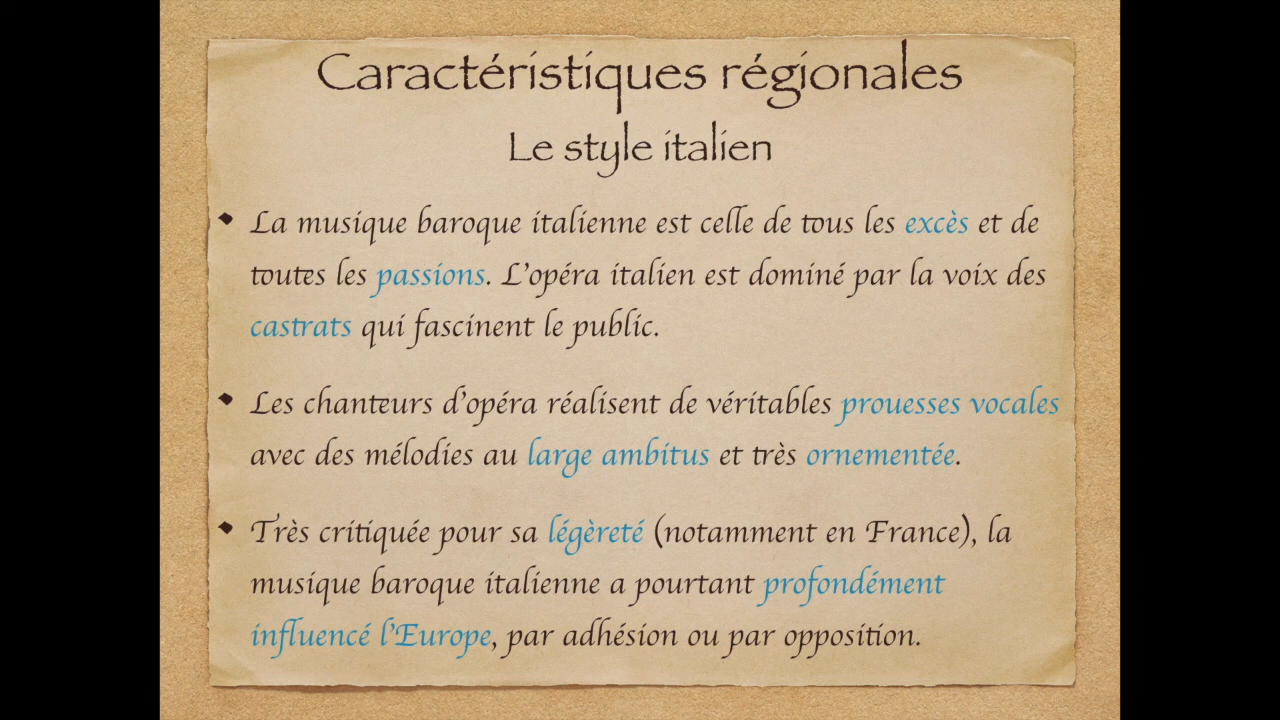 Caractéristiques régionales
Le style italien
La musique baroque italienne est celle de tous les excès et de
toutes les passions. L'opéra italien est dominé par la voix des
castrats qui fascinent le public.
Les chanteurs d'opéra réalisent de véritables prouesses vocales
avec des mélodies au large ambitus et très ornementée.
Très critiquée pour sa légèreté (notamment en France), la
musique baroque italienne a pourtant profondément
influencé l'Europe, par adhésion ou par opposition.